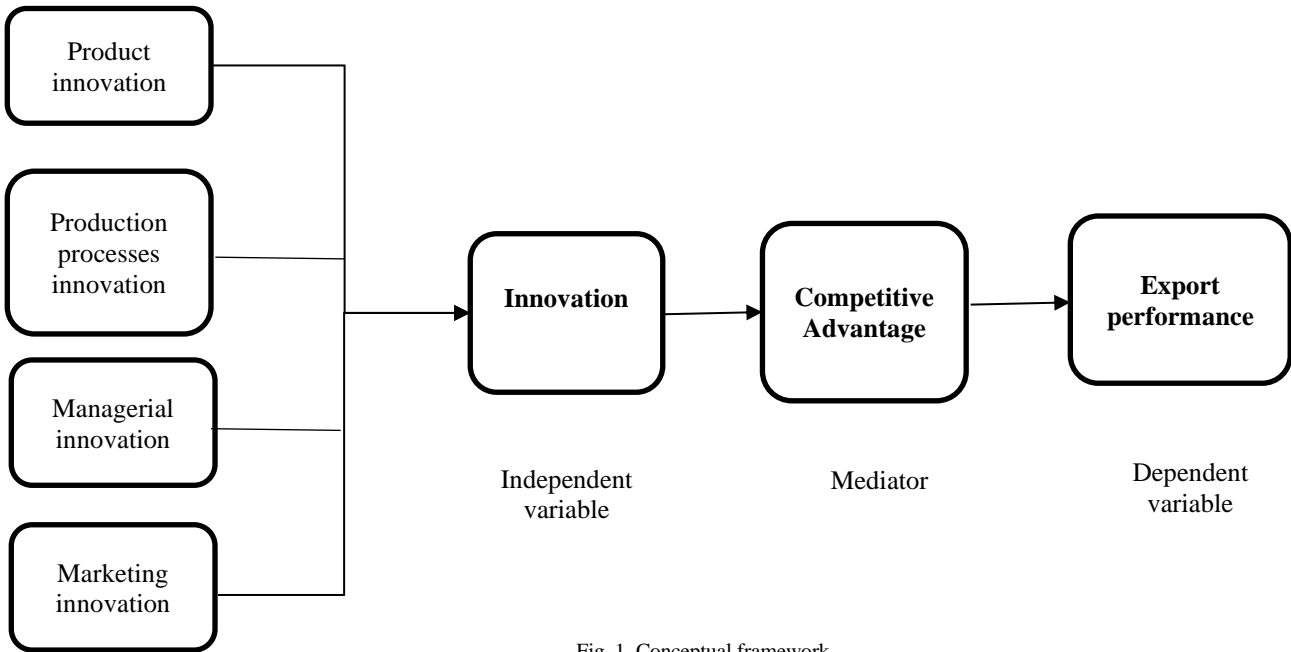 Product
innovation
Production
processes
innovation
Managerial
innovation
Marketing
innovation
Innovation
Competitive
Advantage
Export
performance
Independent
variable
Mediator
Dependent
variable
Fig. 1. Conceptual framework